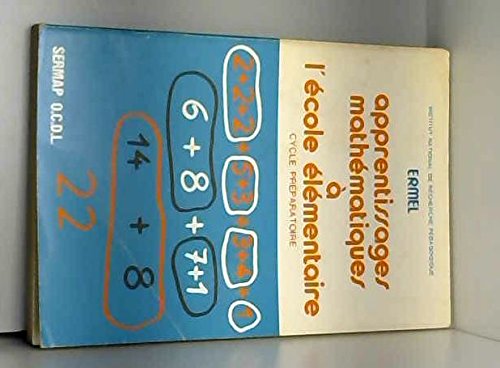 INSTITUT NATIONAL DE RECHERCHE PÉDAGOGIQUE
ERMEL
apprentissages
mathématiques
à
l'école élémentaire
CYCLE PRÉPARATOIRE
2+2+2+5+3+3+4+1
6+8+7+1
14 + 8
22
SERMAP O.C.D.L.